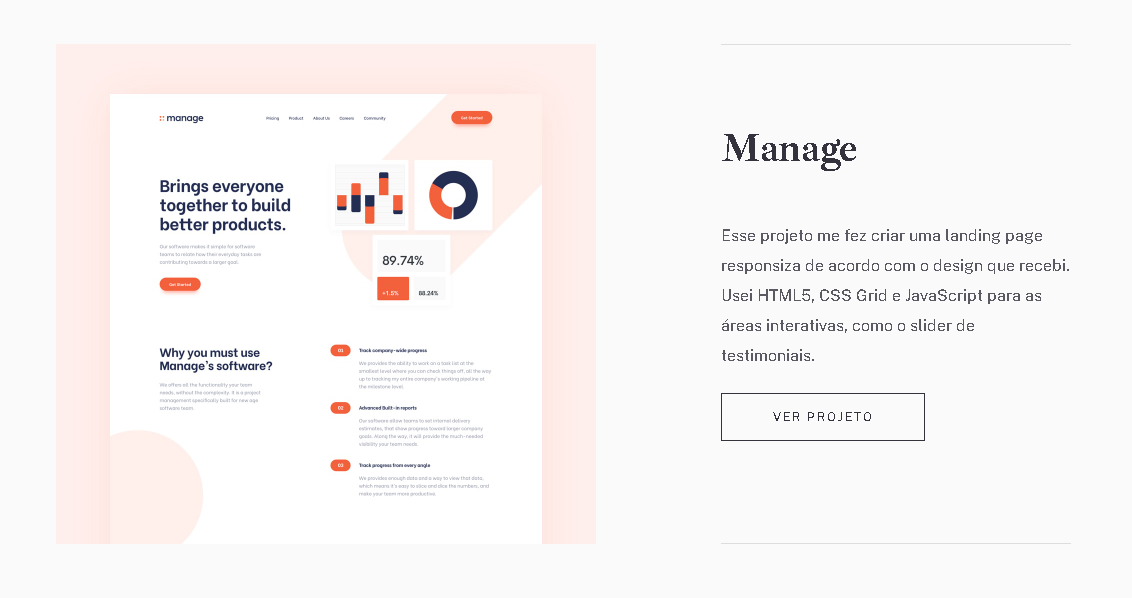 manage
Pricing Product About Us Careers Community
Get Started
Brings everyone
together to build
better products.
Our software makes it simply for software
teams to relate how their everyday tasks are
contributing towards a larger goal.
Get Started
89.74%
+1.5% 88.24%
Why you must use
Manage's software?
We offers all the functionality your team
needs, without the complexity. It is a project
management specifically built for new age
software team.
01 Track company-wide progress
We provides the ability to work on a task list at the
smallest level where you can check things off, all the way
up to tracking my entire company's working pipeline at
the milestone level.
02 Advanced Built-in reports
Our software allow teams to set internal delivery
estimates, that show progress toward larger company
goals. Along the way, it will provide the much-needed
visibility your team needs.
03 Track progress from every angle
We provides enough data and a way to view that data,
which means it's easy to slice and dice the numbers, and
make your team more productive.
Manage
Esse projeto me fez criar uma landing page
responsiza de acordo com o design que recebi.
Usei HTML5, CSS Grid e JavaScript para as
áreas interativas, como o slider de
testimoniais.
VER PROJETO